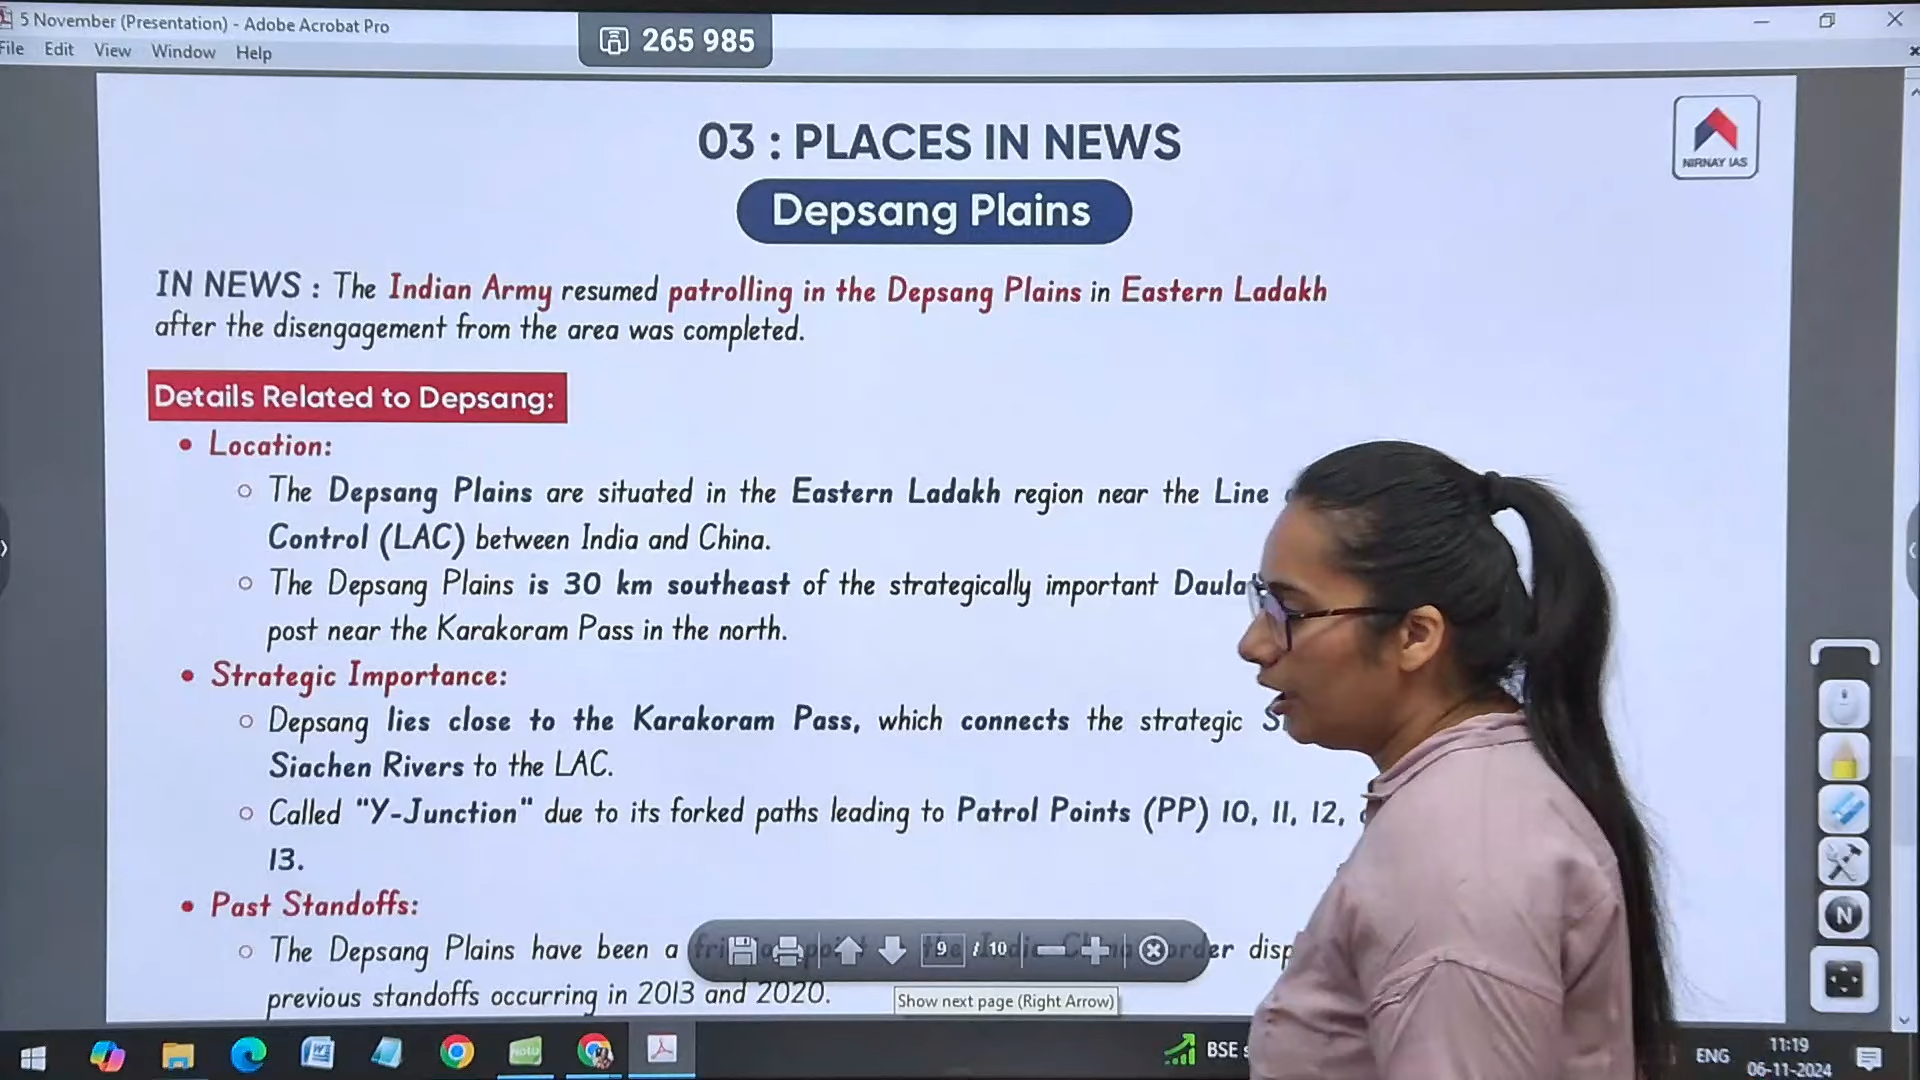 5 November (Presentation) - Adobe Acrobat Pro
265 985
File Edit View Window Help
03 : PLACES IN NEWS
NIRNAY IAS
Depsang Plains
IN NEWS : The Indian Army resumed patrolling in the Depsang Plains in Eastern Ladakh
after the disengagement from the area was completed.
Details Related to Depsang:
• Location:
○ The Depsang Plains are situated in the Eastern Ladakh region near the Line
Control (LAC) between India and China.
○ The Depsang Plains is 30 km southeast of the strategically important
post near the Karakoram Pass in the north.
• Strategic Importance:
○ Depsang lies close to the Karakoram Pass, which connects the strategic
Siachen Rivers to the LAC.
○ Called "Y-Junction" due to its forked paths leading to Patrol Points (PP) 10, 11, 12,
13.
• Past Standoffs:
○ The Depsang Plains have been a
9 / 10
previous standoffs occurring in 2013 and 2020.
Show next page (Right Arrow)
BSE
ENG
11:19
06-11-2024
N